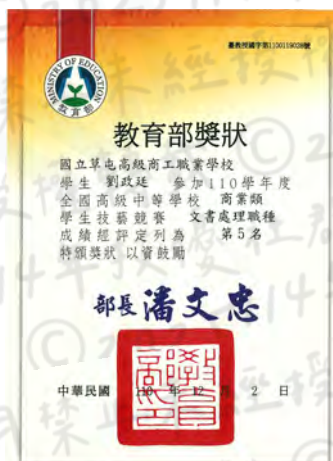 臺教授國字第1100119028號
MINISTRY OF EDUCATION
教育部
教育部獎狀
國立草屯高級商工職業學校
學生 劉政廷 參加110學年度
全國高級中等學校 商業類
學生技藝競賽 文書處理職種
成績經評定列為 第5名
特頒獎狀 以資鼓勵
部長 潘文忠
中華民國 110 年 12 月 2 日